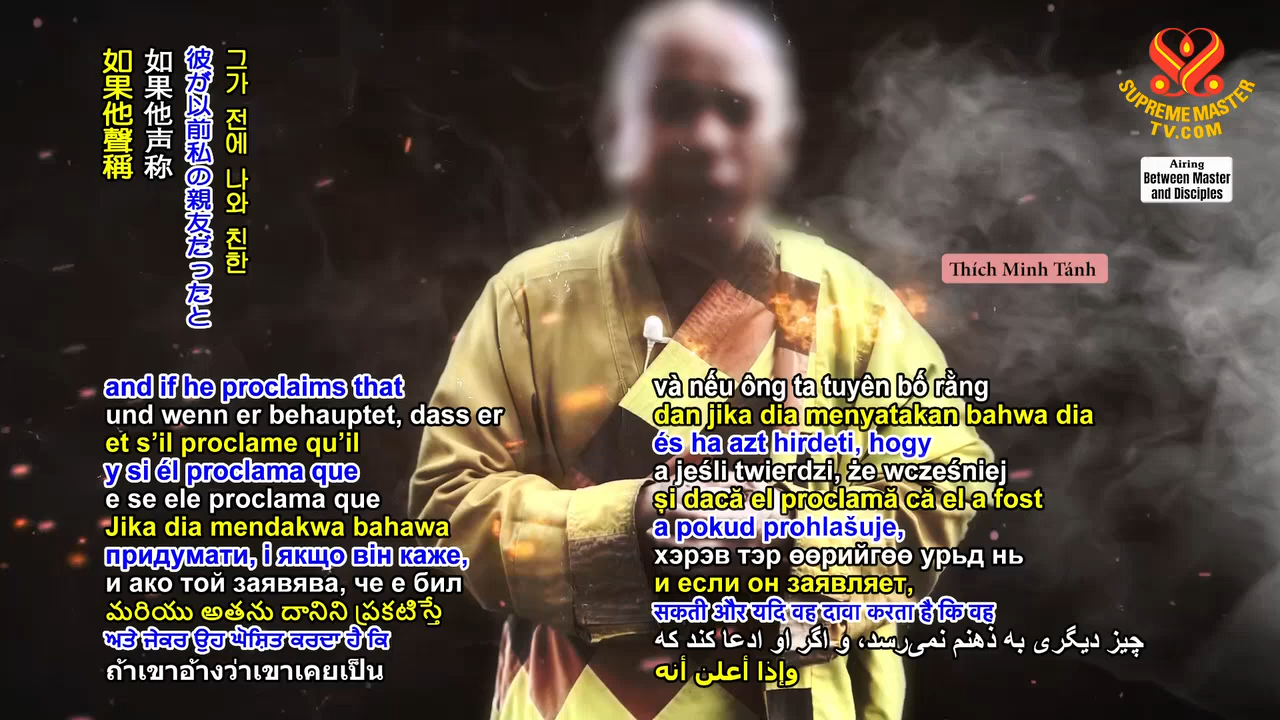 그가 전에 나와 친한
彼が以前私の親友だったと
如果他声称
如果他聲稱
SUPREME MASTER
TV.COM
Airing
Between Master
and Disciples
Thích Minh Tánh
and if he proclaims that
und wenn er behauptet, dass er
et s’il proclame qu’il
y si él proclama que
e se ele proclama que
Jika dia mendakwa bahawa
придумати, і якщо він каже,
и ако той заявява, че е бил
మరియు అతను దానిని ప్రకటిస్తే
ਅਤੇ ਜੇਕਰ ਉਹ ਘੋਸ਼ਿਤ ਕਰਦਾ ਹੈ ਕਿ
ถ้าเขาอ้างว่าเขาเคยเป็น
và nếu ông ta tuyên bố rằng
dan jika dia menyatakan bahwa dia
és ha azt hirdeti, hogy
a jeśli twierdzi, że wcześniej
și dacă el proclamă că el a fost
a pokud prohlašuje,
хэрэв тэр өөрийгөө урьд нь
и если он заявляет,
सकती और यदि वह दावा करता है कि वह
چیز دیگری به ذهنم نمی‌رسد، و اگر او ادعا کند که
وإذا أعلن أنه